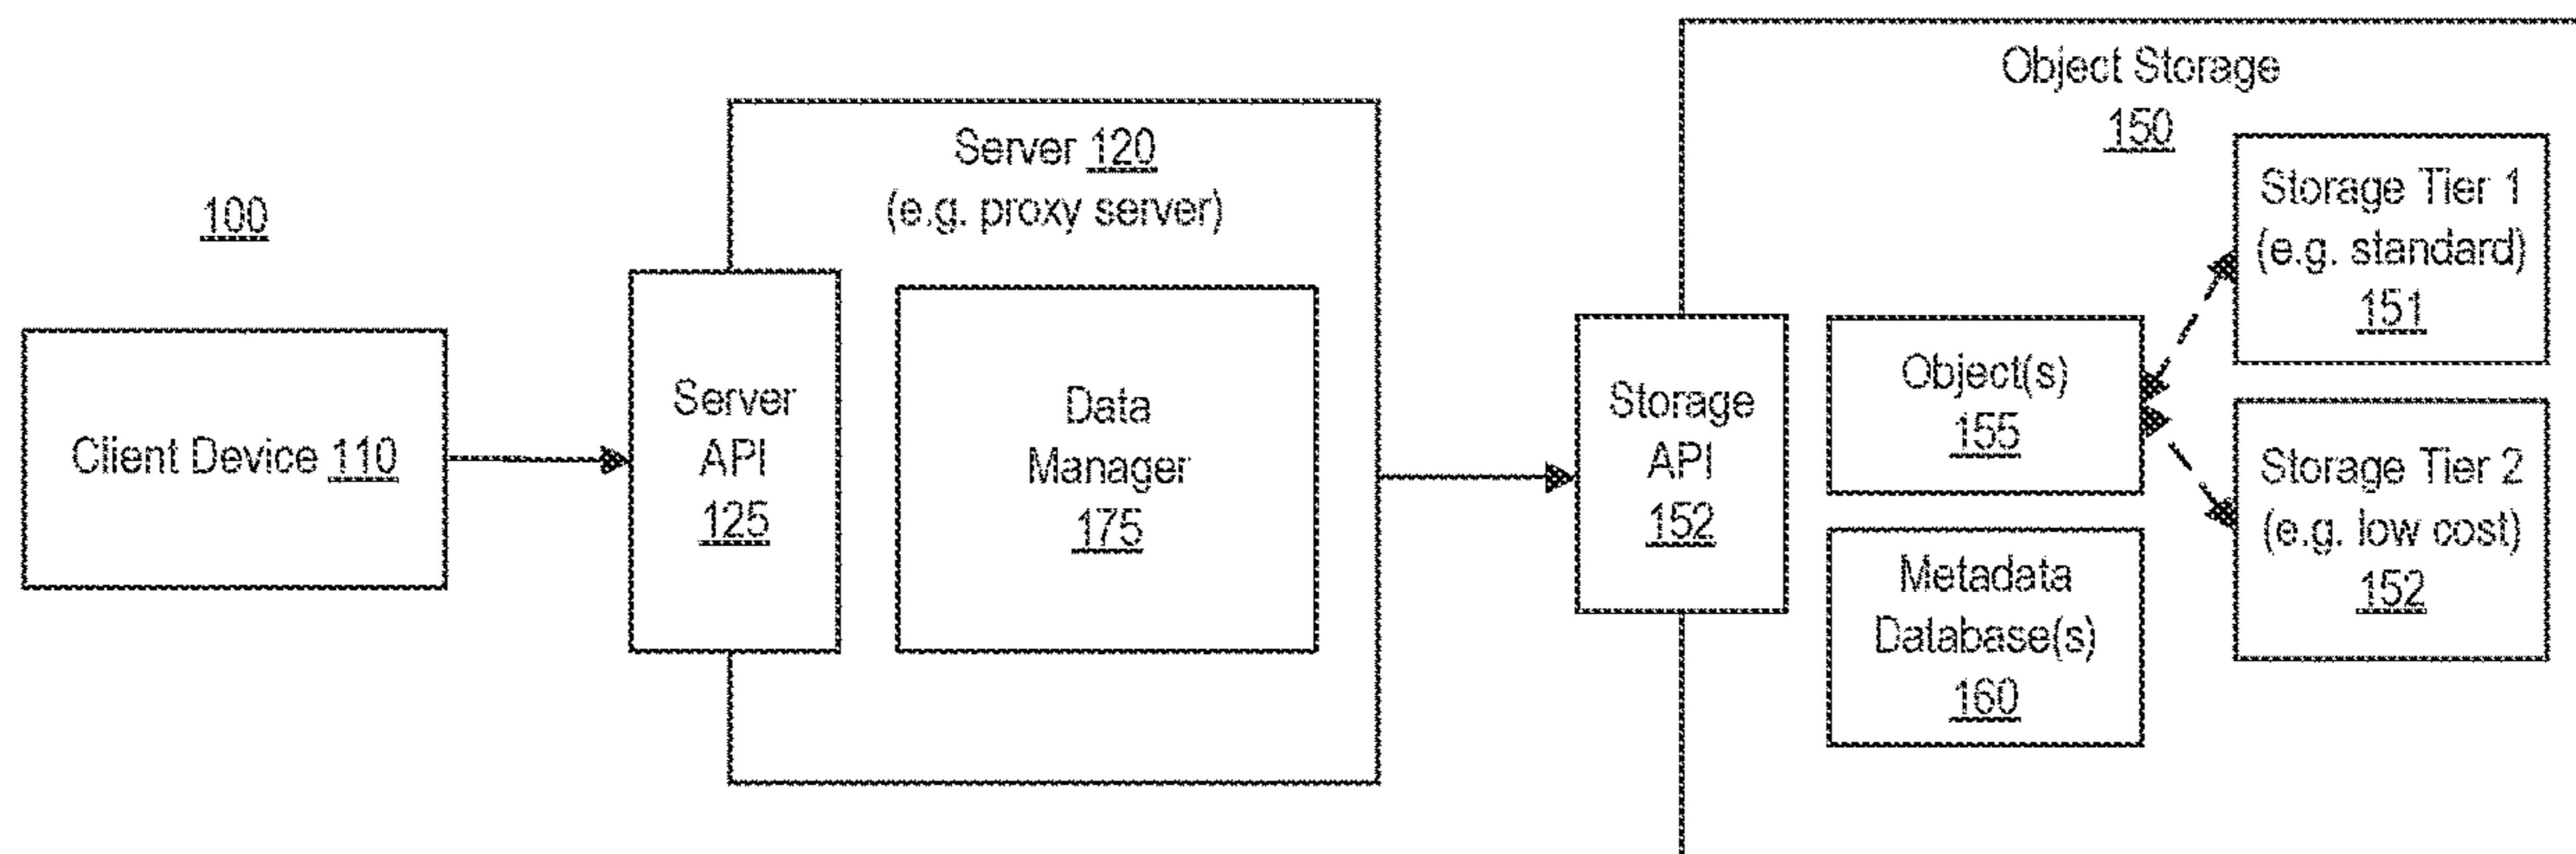 100
Client Device 110
Server 120
(e.g. proxy server)
Server
API
125
Data
Manager
175
Object Storage
150
Storage
API
152
Object(s)
155
Metadata
Database(s)
160
Storage Tier 1
(e.g. standard)
151
Storage Tier 2
(e.g. low cost)
152